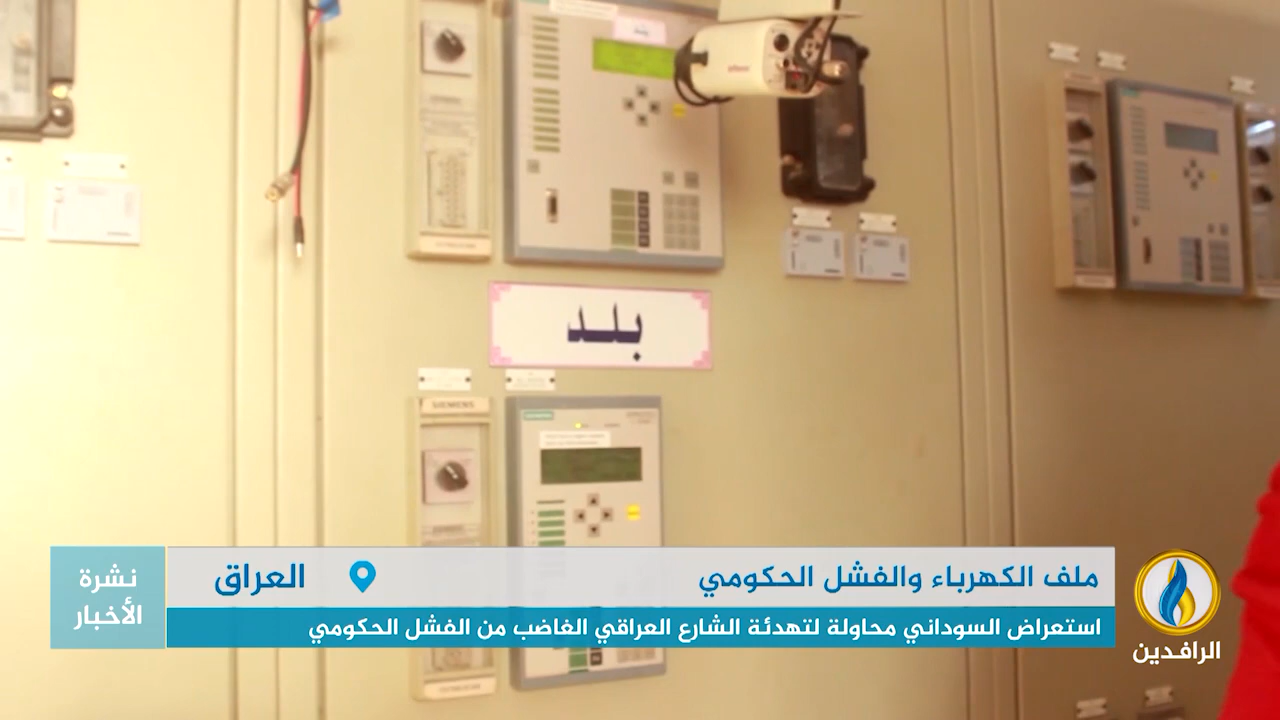 بلد
SIEMENS
ملف الكهرباء والفشل الحكومي
العراق
نشرة
الأخبار
استعراض السوداني محاولة لتهدئة الشارع العراقي الغاضب من الفشل الحكومي
الرافدين